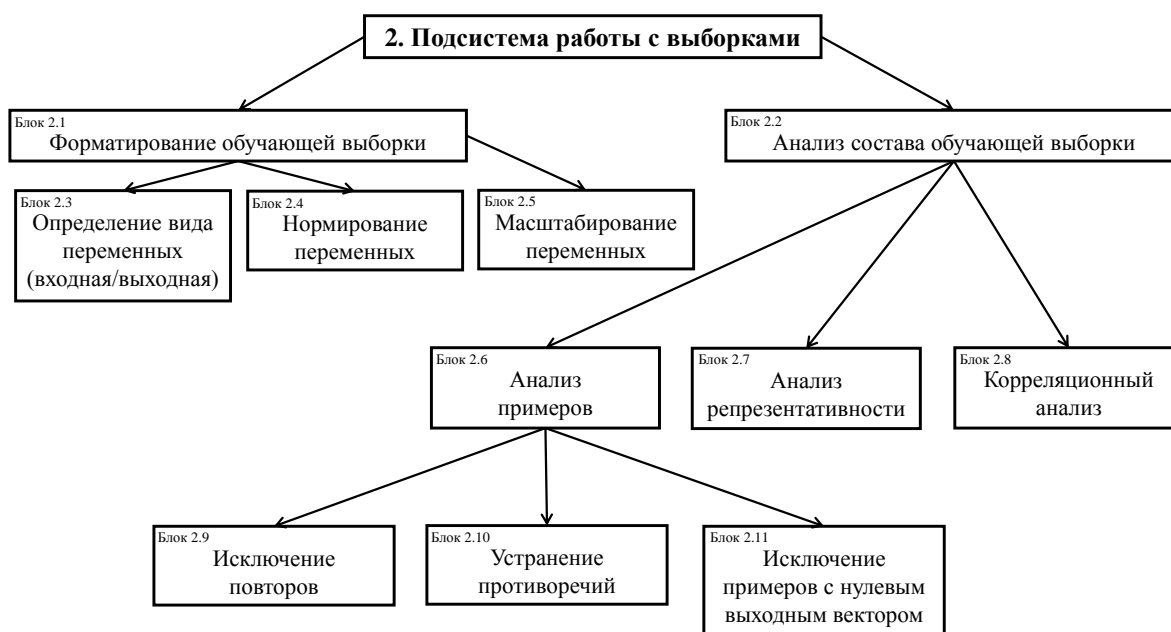 2. Подсистема работы с выборками
Блок 2.1
Форматирование обучающей выборки
Блок 2.2
Анализ состава обучающей выборки
Блок 2.3
Определение вида
переменных
(входная/выходная)
Блок 2.4
Нормирование
переменных
Блок 2.5
Масштабирование
переменных
Блок 2.6
Анализ
примеров
Блок 2.7
Анализ
репрезентативности
Блок 2.8
Корреляционный
анализ
Блок 2.9
Исключение
повторов
Блок 2.10
Устранение
противоречий
Блок 2.11
Исключение
примеров с нулевым
выходным вектором